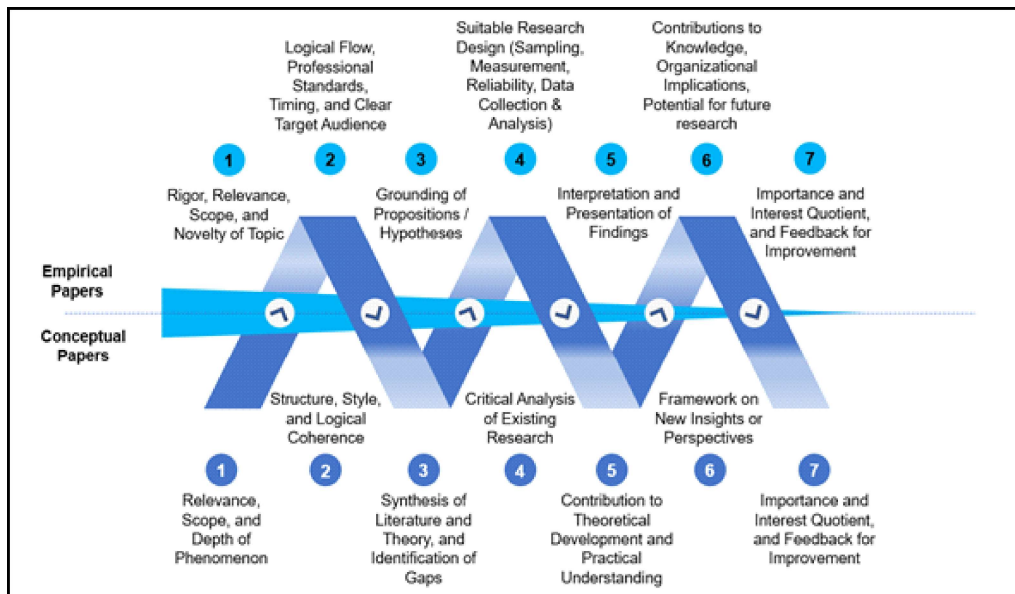 Logical Flow,
Professional
Standards,
Timing, and Clear
Target Audience
Suitable Research
Design (Sampling,
Measurement,
Reliability, Data
Collection &
Analysis)
Contributions to
Knowledge,
Organizational
Implications,
Potential for future
research
1
2
3
4
5
6
7
Rigor, Relevance,
Scope, and
Novelty of Topic
Grounding of
Propositions /
Hypotheses
Interpretation and
Presentation of
Findings
Importance and
Interest Quotient,
and Feedback for
Improvement
Empirical
Papers
Conceptual
Papers
Structure, Style,
and Logical
Coherence
Critical Analysis
of Existing
Research
Framework on
New Insights or
Perspectives
1
2
3
4
5
6
7
Relevance,
Scope, and
Depth of
Phenomenon
Synthesis of
Literature and
Theory, and
Identification of
Gaps
Contribution to
Theoretical
Development and
Practical
Understanding
Importance and
Interest Quotient,
and Feedback for
Improvement